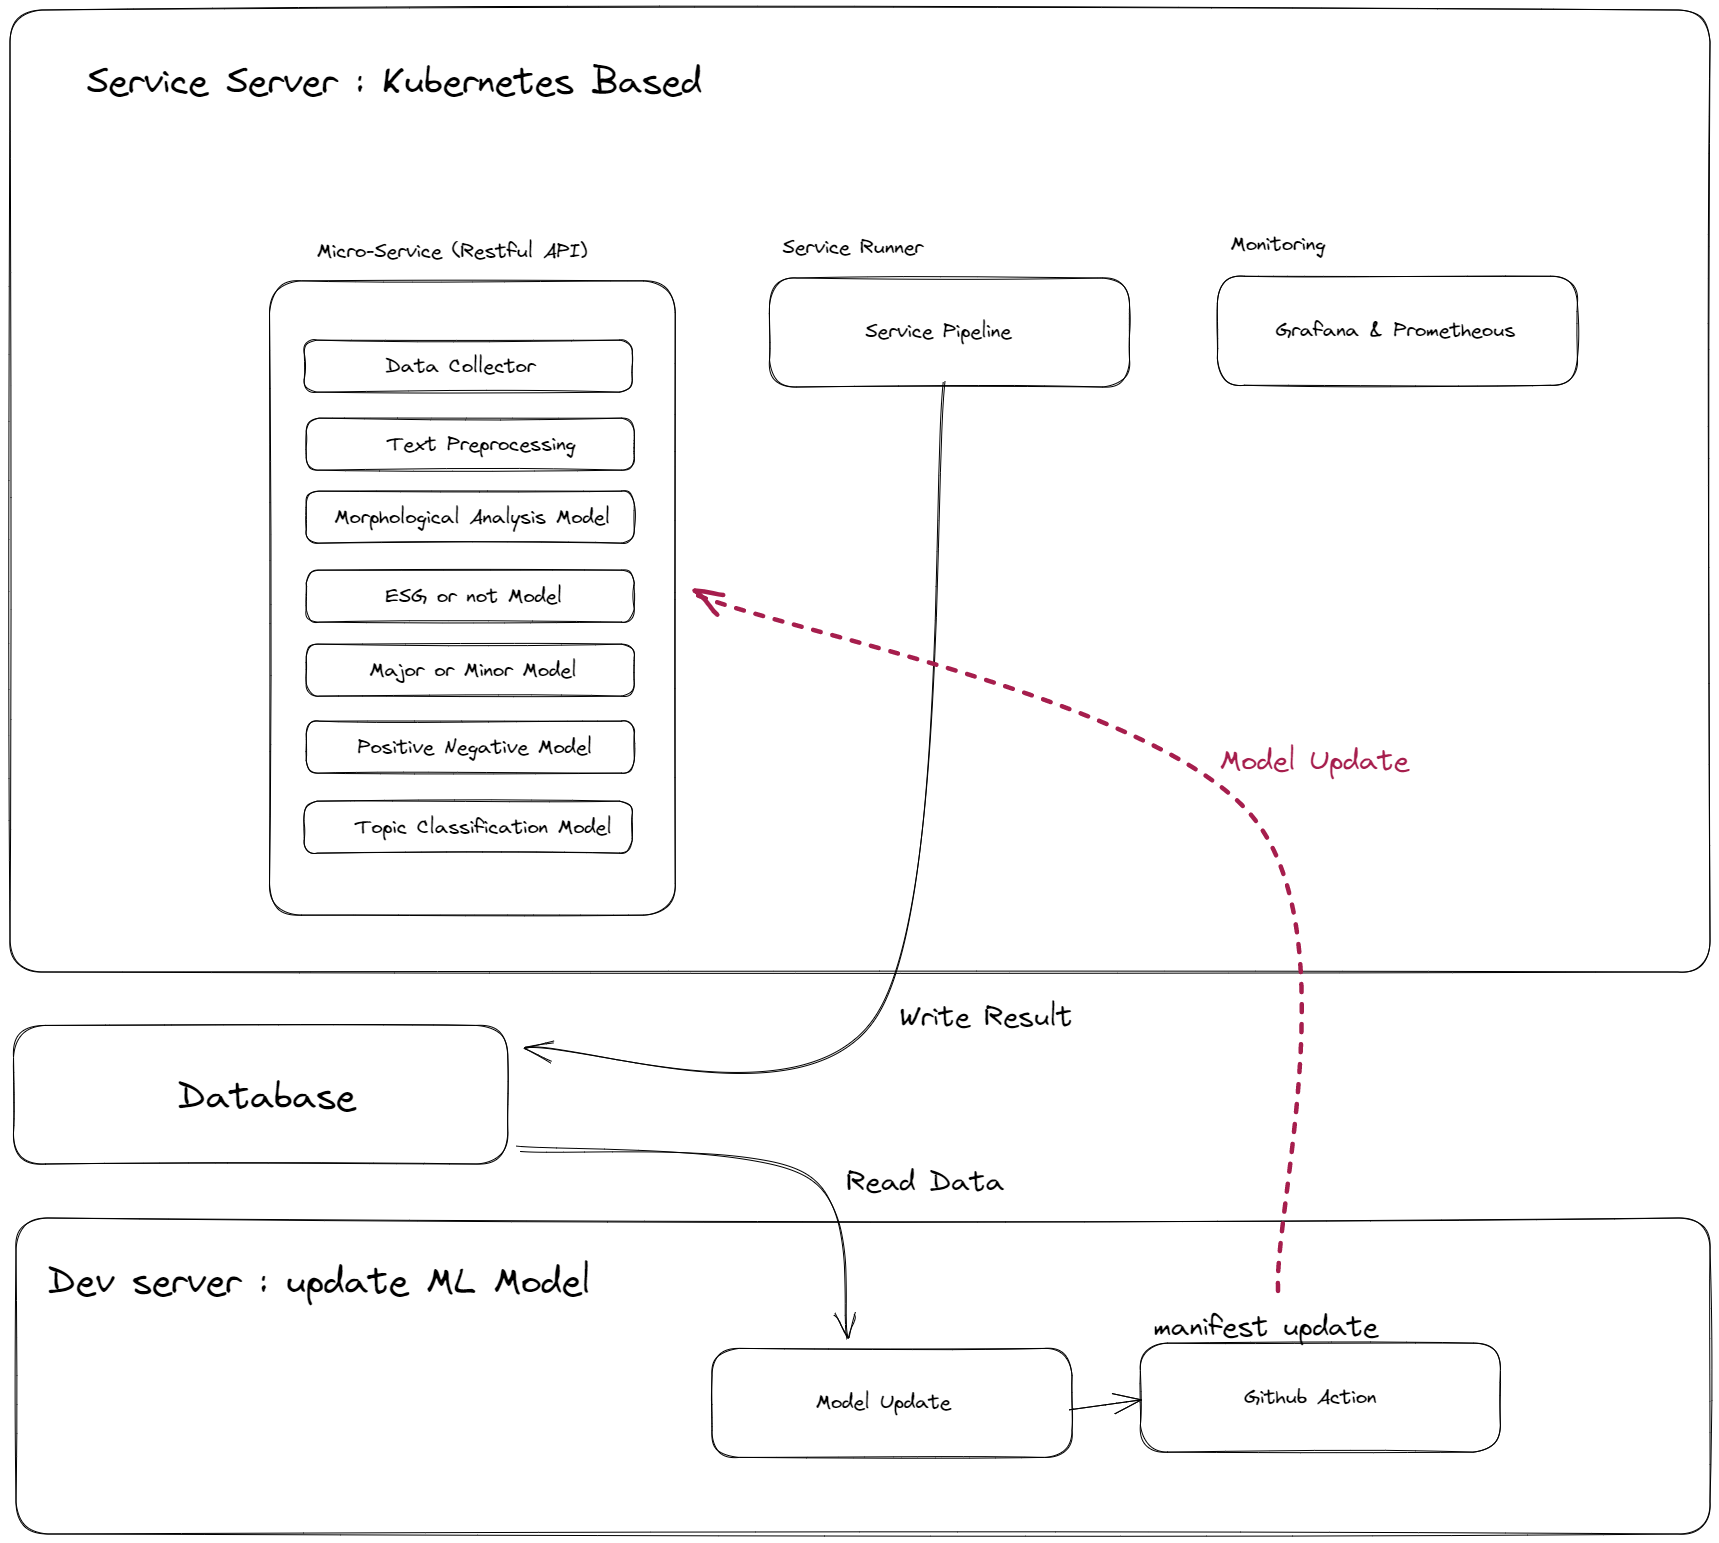 Service Server : Kubernetes Based
Micro-Service (Restful API)
Data Collector
Text Preprocessing
Morphological Analysis Model
ESG or not Model
Major or Minor Model
Positive Negative Model
Topic Classification Model
Service Runner
Service Pipeline
Monitoring
Grafana & Prometheous
Model Update
Write Result
Database
Read Data
Dev server : update ML Model
Model Update
manifest update
Github Action